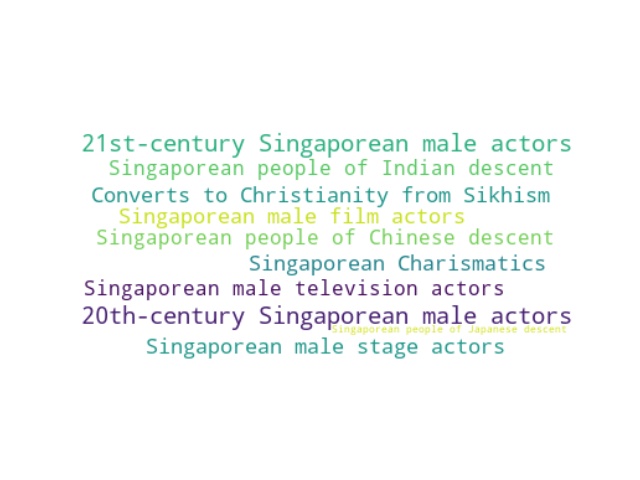 21st-century Singaporean male actors
Singaporean people of Indian descent
Converts to Christianity from Sikhism
Singaporean male film actors
Singaporean people of Chinese descent
Singaporean Charismatics
Singaporean male television actors
20th-century Singaporean male actors
Singaporean people of Japanese descent
Singaporean male stage actors